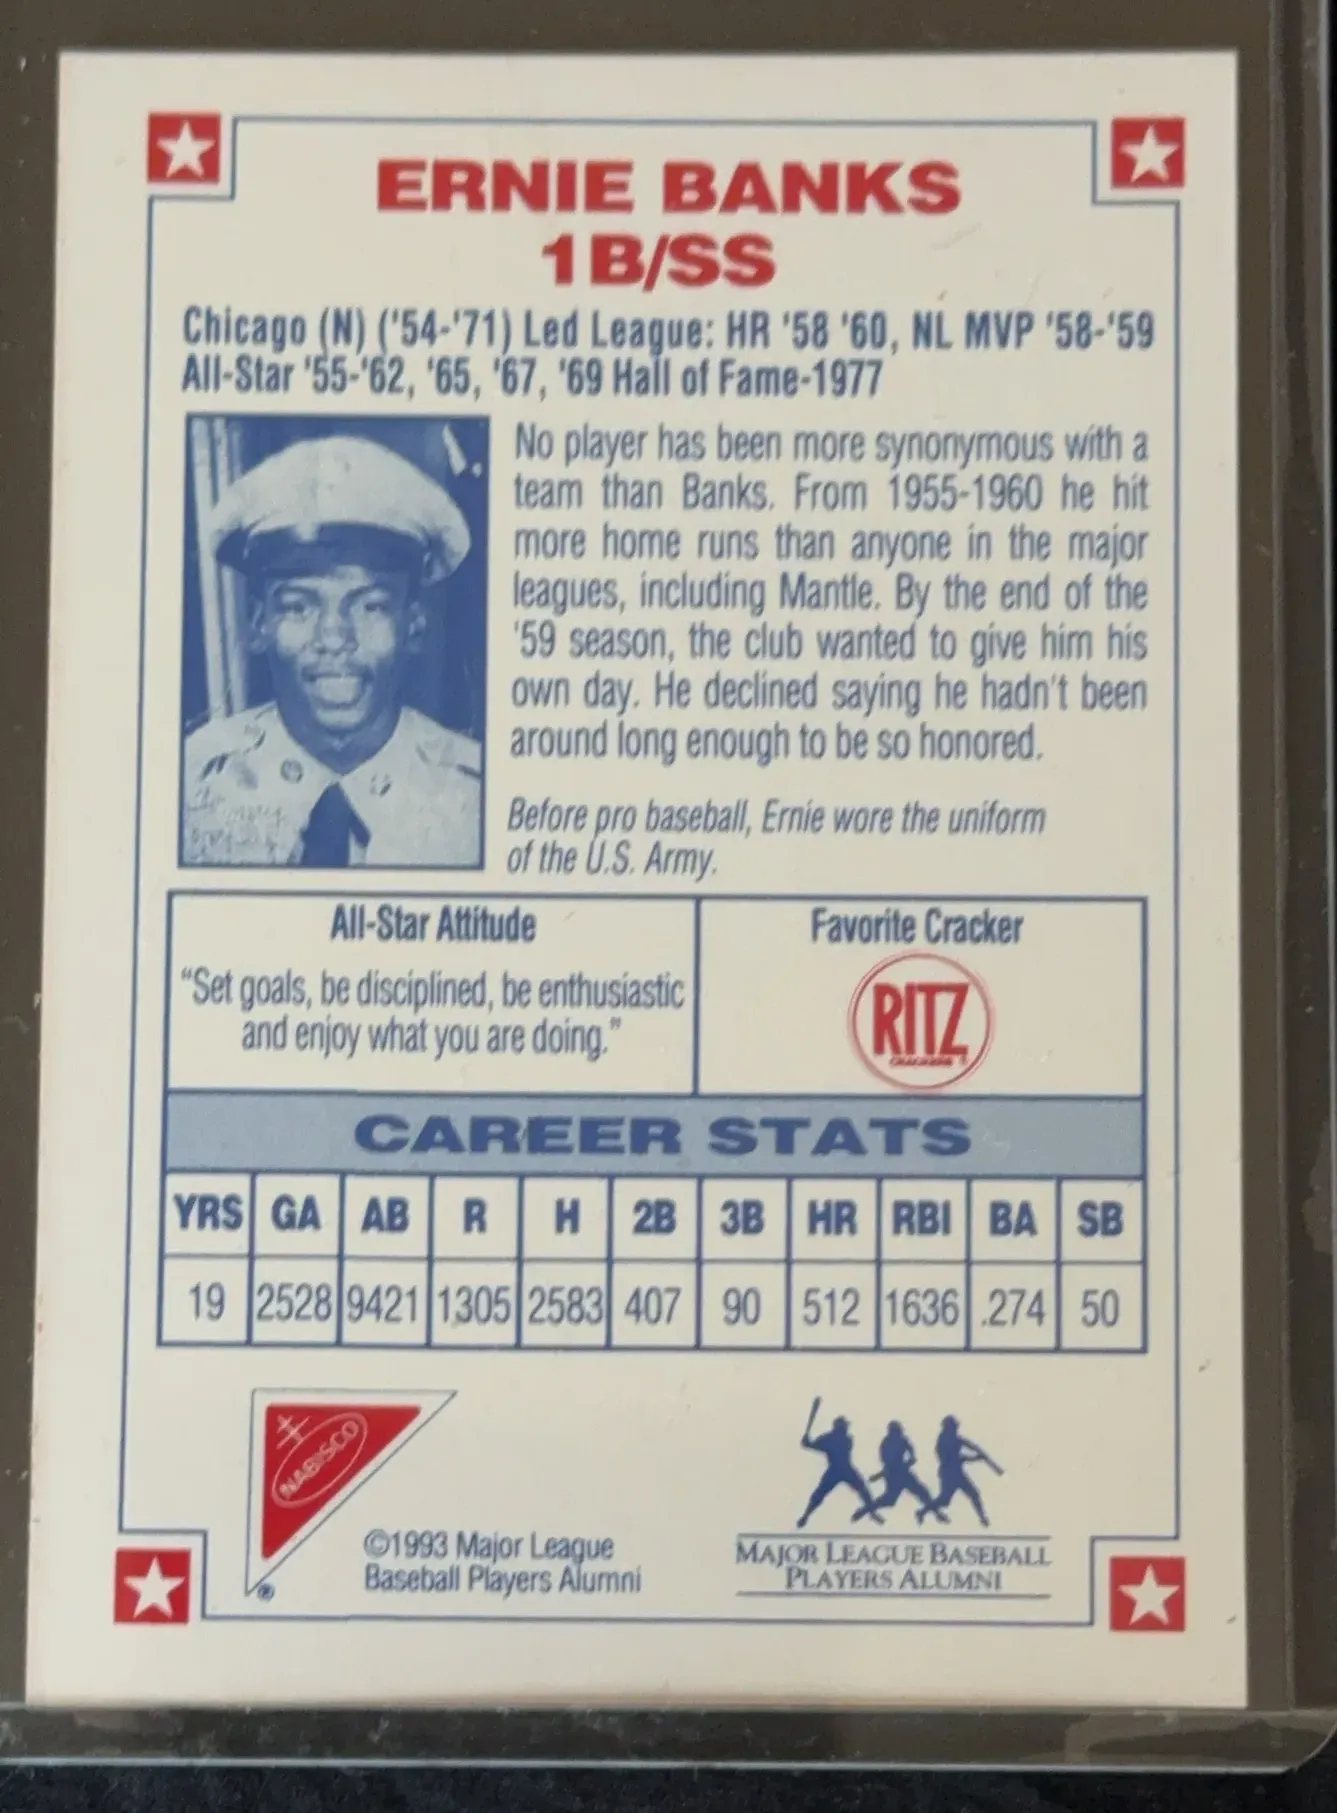 ERNIE BANKS
1B/SS
Chicago (N) ('54-'71) Led League: HR '58 '60, NL MVP '58-'59
All-Star '55-'62, '65, '67, '69 Hall of Fame-1977
No player has been more synonymous with a
team than Banks. From 1955-1960 he hit
more home runs than anyone in the major
leagues, including Mantle. By the end of the
'59 season, the club wanted to give him his
own day. He declined saying he hadn't been
around long enough to be so honored.
Before pro baseball, Ernie wore the uniform
of the U.S. Army.
All-Star Attitude
"Set goals, be disciplined, be enthusiastic
and enjoy what you are doing."
Favorite Cracker
RITZ
CRACKERS
CAREER STATS
YRS GA AB R H 2B 3B HR RBI BA SB
19 2528 9421 1305 2583 407 90 512 1636 .274 50
NABISCO
®
©1993 Major League
Baseball Players Alumni
MAJOR LEAGUE BASEBALL
PLAYERS ALUMNI